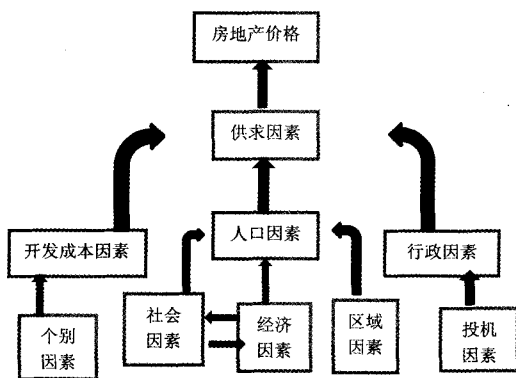 房地产价格
供求因素
开发成本因素
人口因素
行政因素
个别
因素
社会
因素
经济
因素
区域
因素
投机
因素